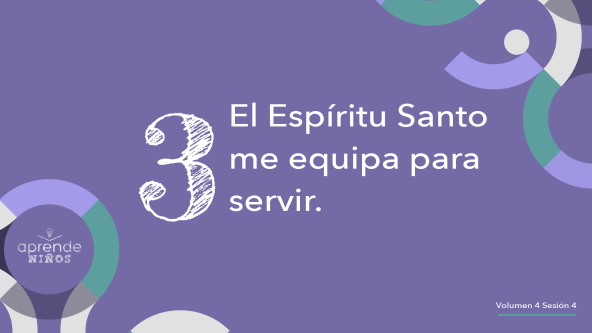 3
El Espíritu Santo
me equipa para
servir.
aprende
NIÑOS
Volumen 4 Sesión 4